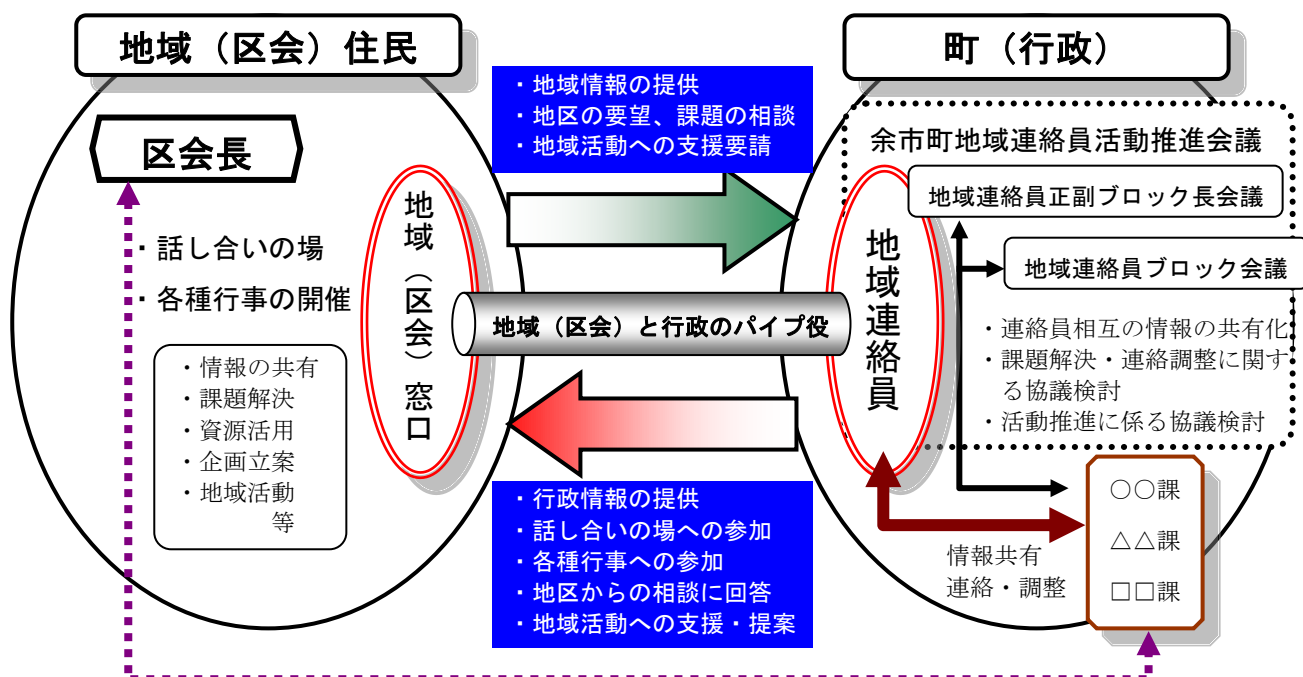 地域（区会）住民
区会長
・話し合いの場
・各種行事の開催
・情報の共有
・課題解決
・資源活用
・企画立案
・地域活動
等
地域（区会）窓口
・地域情報の提供
・地区の要望、課題の相談
・地域活動への支援要請
地域（区会）と行政のパイプ役
・行政情報の提供
・話し合いの場への参加
・各種行事への参加
・地区からの相談に回答
・地域活動への支援・提案
町（行政）
余市町地域連絡員活動推進会議
地域連絡員正副ブロック長会議
地域連絡員ブロック会議
地域連絡員
・連絡員相互の情報の共有化
・課題解決・連絡調整に関す
る協議検討
・活動推進に係る協議検討
情報共有
連絡・調整
○○課
△△課
□□課